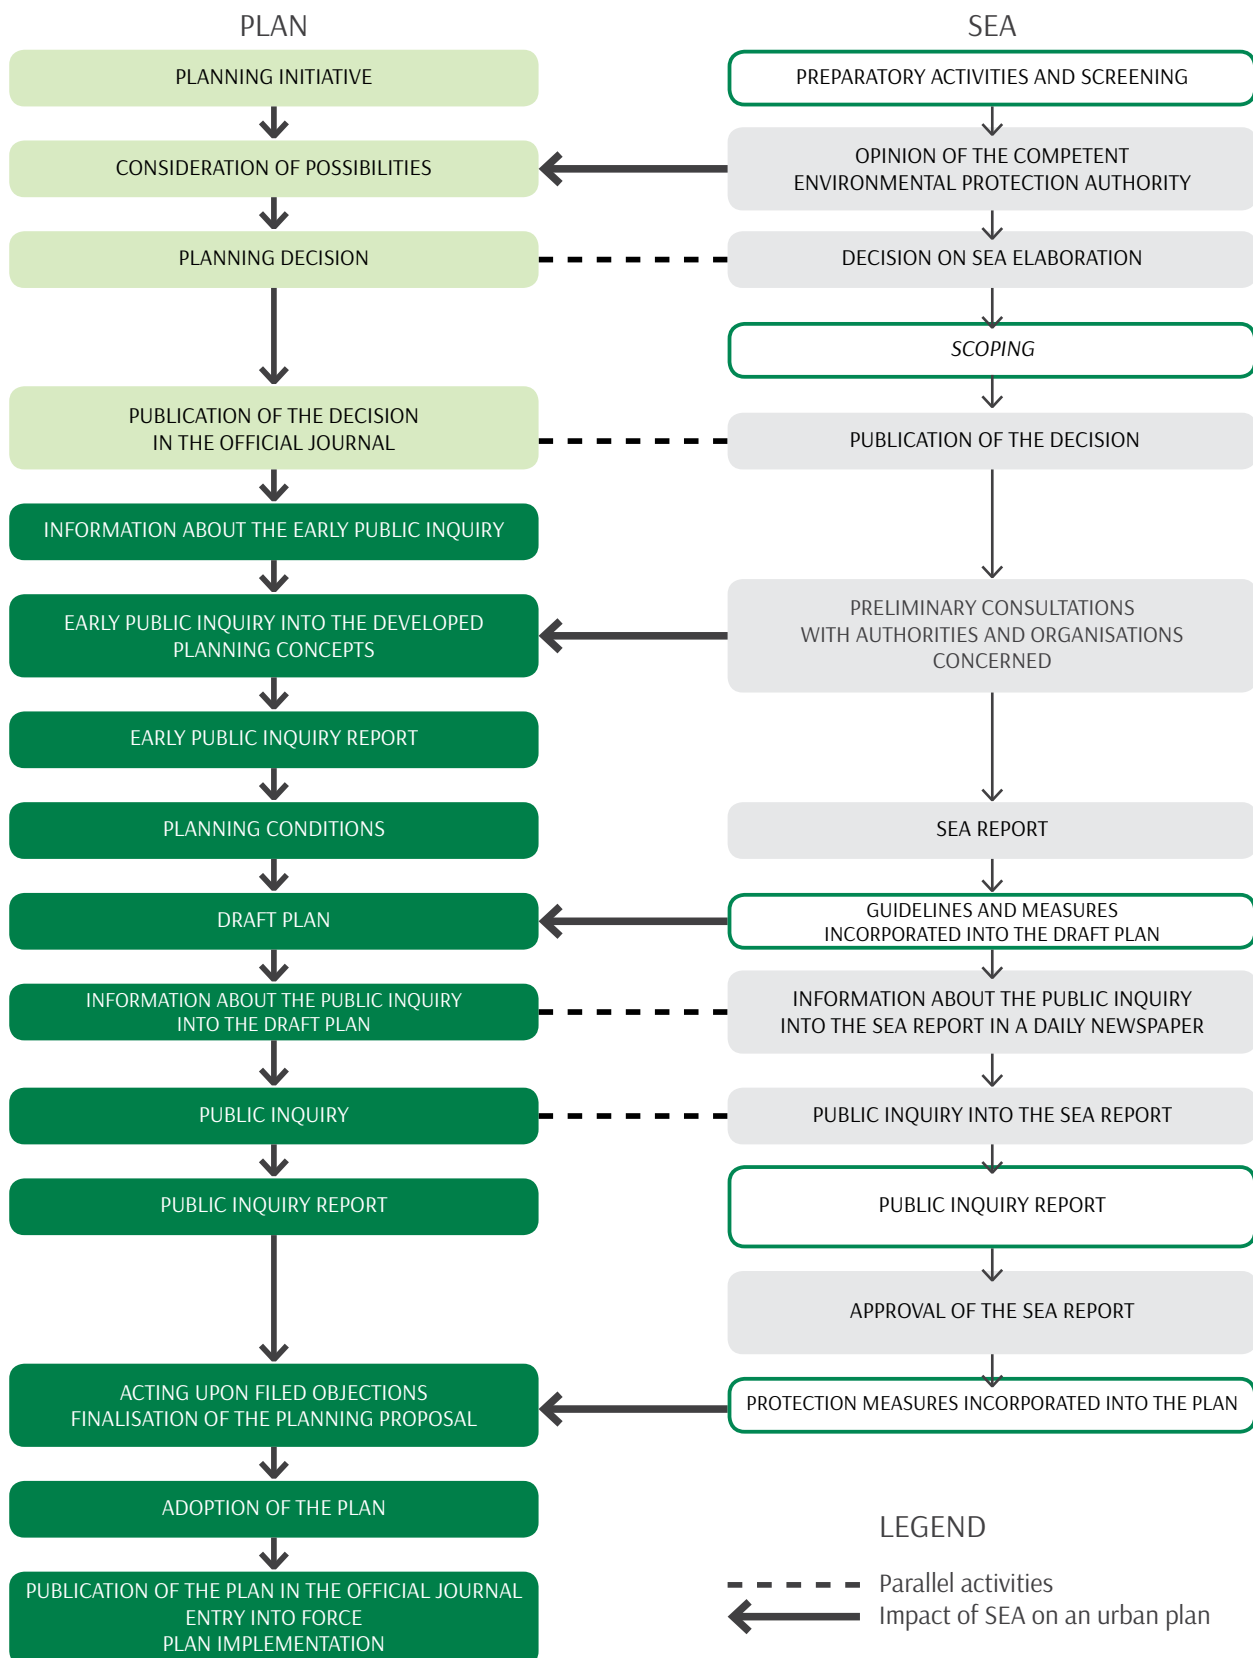 PLAN
PLANNING INITIATIVE
CONSIDERATION OF POSSIBILITIES
PLANNING DECISION
PUBLICATION OF THE DECISION
IN THE OFFICIAL JOURNAL
INFORMATION ABOUT THE EARLY PUBLIC INQUIRY
EARLY PUBLIC INQUIRY INTO THE DEVELOPED
PLANNING CONCEPTS
EARLY PUBLIC INQUIRY REPORT
PLANNING CONDITIONS
DRAFT PLAN
INFORMATION ABOUT THE PUBLIC INQUIRY
INTO THE DRAFT PLAN
PUBLIC INQUIRY
PUBLIC INQUIRY REPORT
ACTING UPON FILED OBJECTIONS
FINALISATION OF THE PLANNING PROPOSAL
ADOPTION OF THE PLAN
PUBLICATION OF THE PLAN IN THE OFFICIAL JOURNAL
ENTRY INTO FORCE
PLAN IMPLEMENTATION
SEA
PREPARATORY ACTIVITIES AND SCREENING
OPINION OF THE COMPETENT
ENVIRONMENTAL PROTECTION AUTHORITY
DECISION ON SEA ELABORATION
SCOPING
PUBLICATION OF THE DECISION
PRELIMINARY CONSULTATIONS
WITH AUTHORITIES AND ORGANISATIONS
CONCERNED
SEA REPORT
GUIDELINES AND MEASURES
INCORPORATED INTO THE DRAFT PLAN
INFORMATION ABOUT THE PUBLIC INQUIRY
INTO THE SEA REPORT IN A DAILY NEWSPAPER
PUBLIC INQUIRY INTO THE SEA REPORT
PUBLIC INQUIRY REPORT
APPROVAL OF THE SEA REPORT
PROTECTION MEASURES INCORPORATED INTO THE PLAN
LEGEND
Parallel activities
Impact of SEA on an urban plan